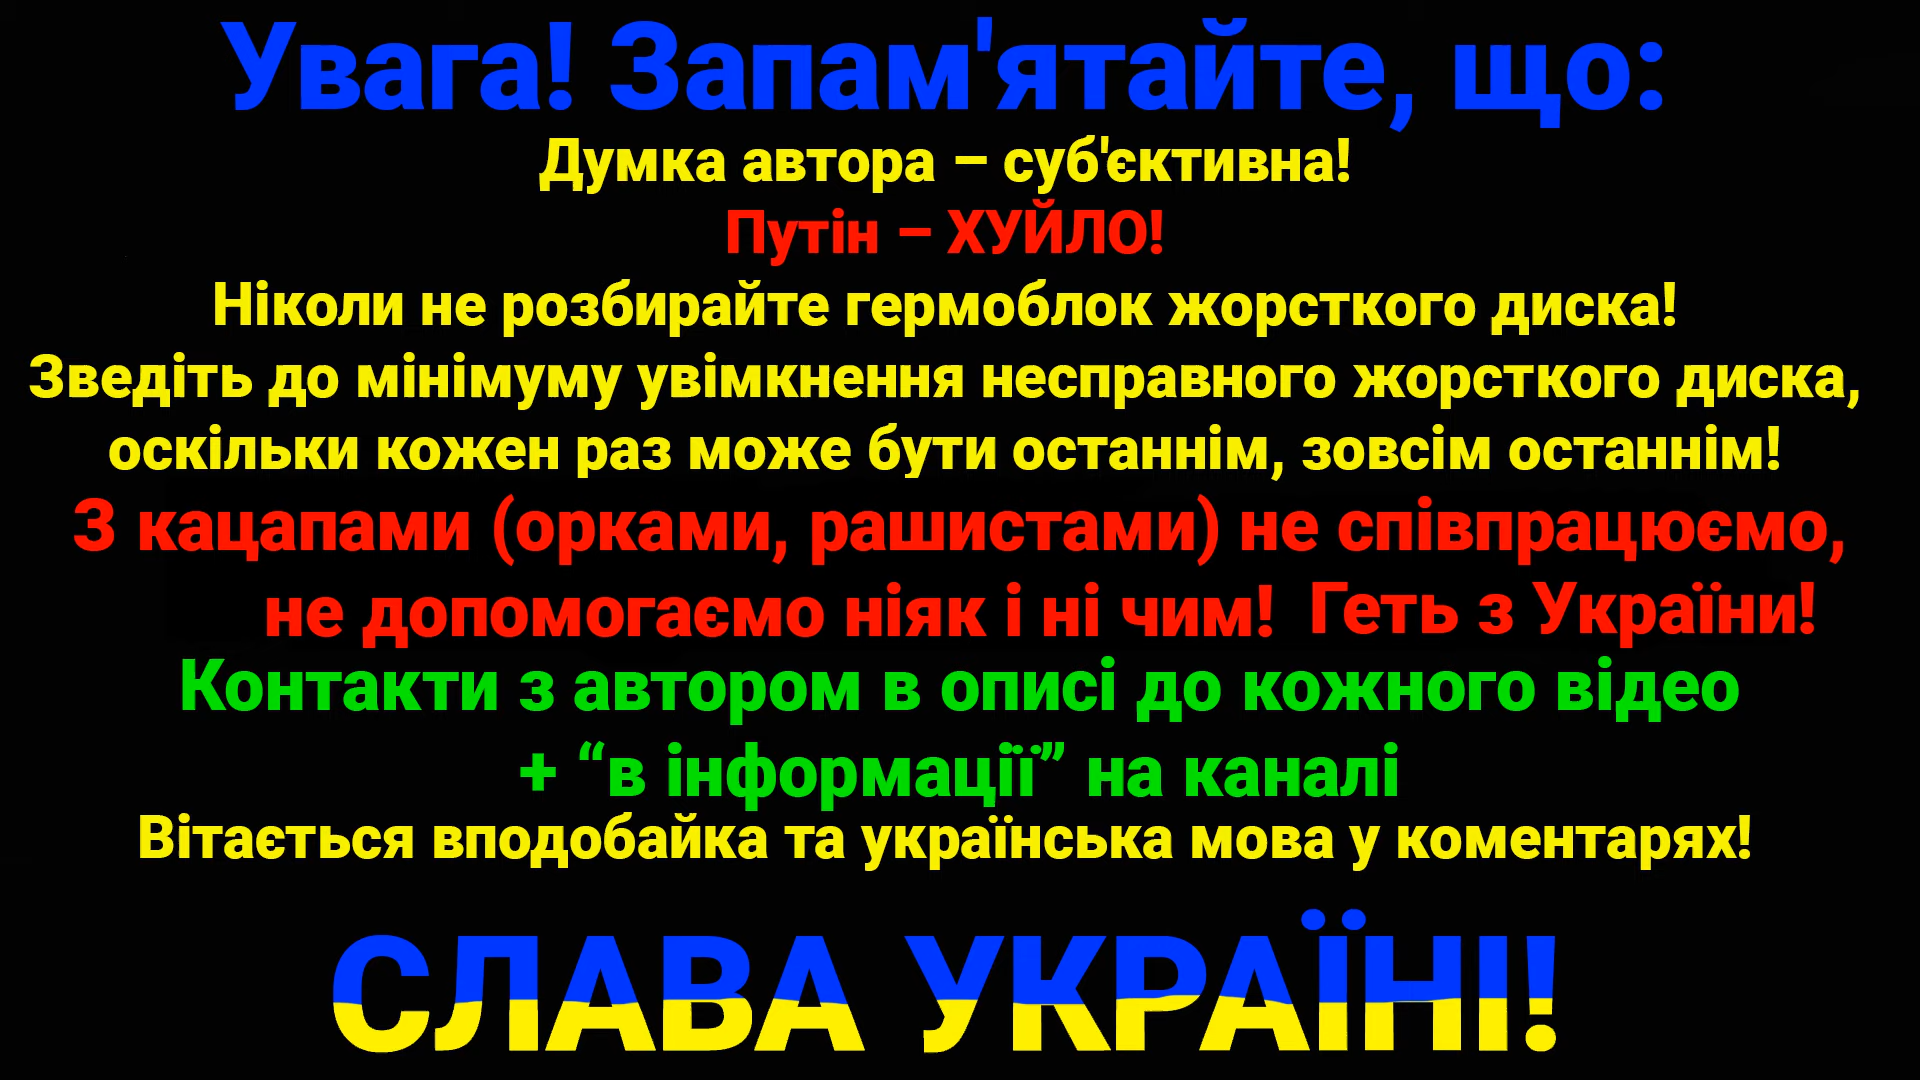 Увага! Запам'ятайте, що:
Думка автора – суб'єктивна!
Путін – ХУЙЛО!
Ніколи не розбирайте гермоблок жорсткого диска!
Зведіть до мінімуму увімкнення несправного жорсткого диска,
оскільки кожен раз може бути останнім, зовсім останнім!
З кацапами (орками, рашистами) не співпрацюємо,
не допомогаємо ніяк і ні чим! Геть з України!
Контакти з автором в описі до кожного відео
+ “в інформації” на каналі
Вітається вподобайка та українська мова у коментарях!
СЛАВА УКРАЇНІ!